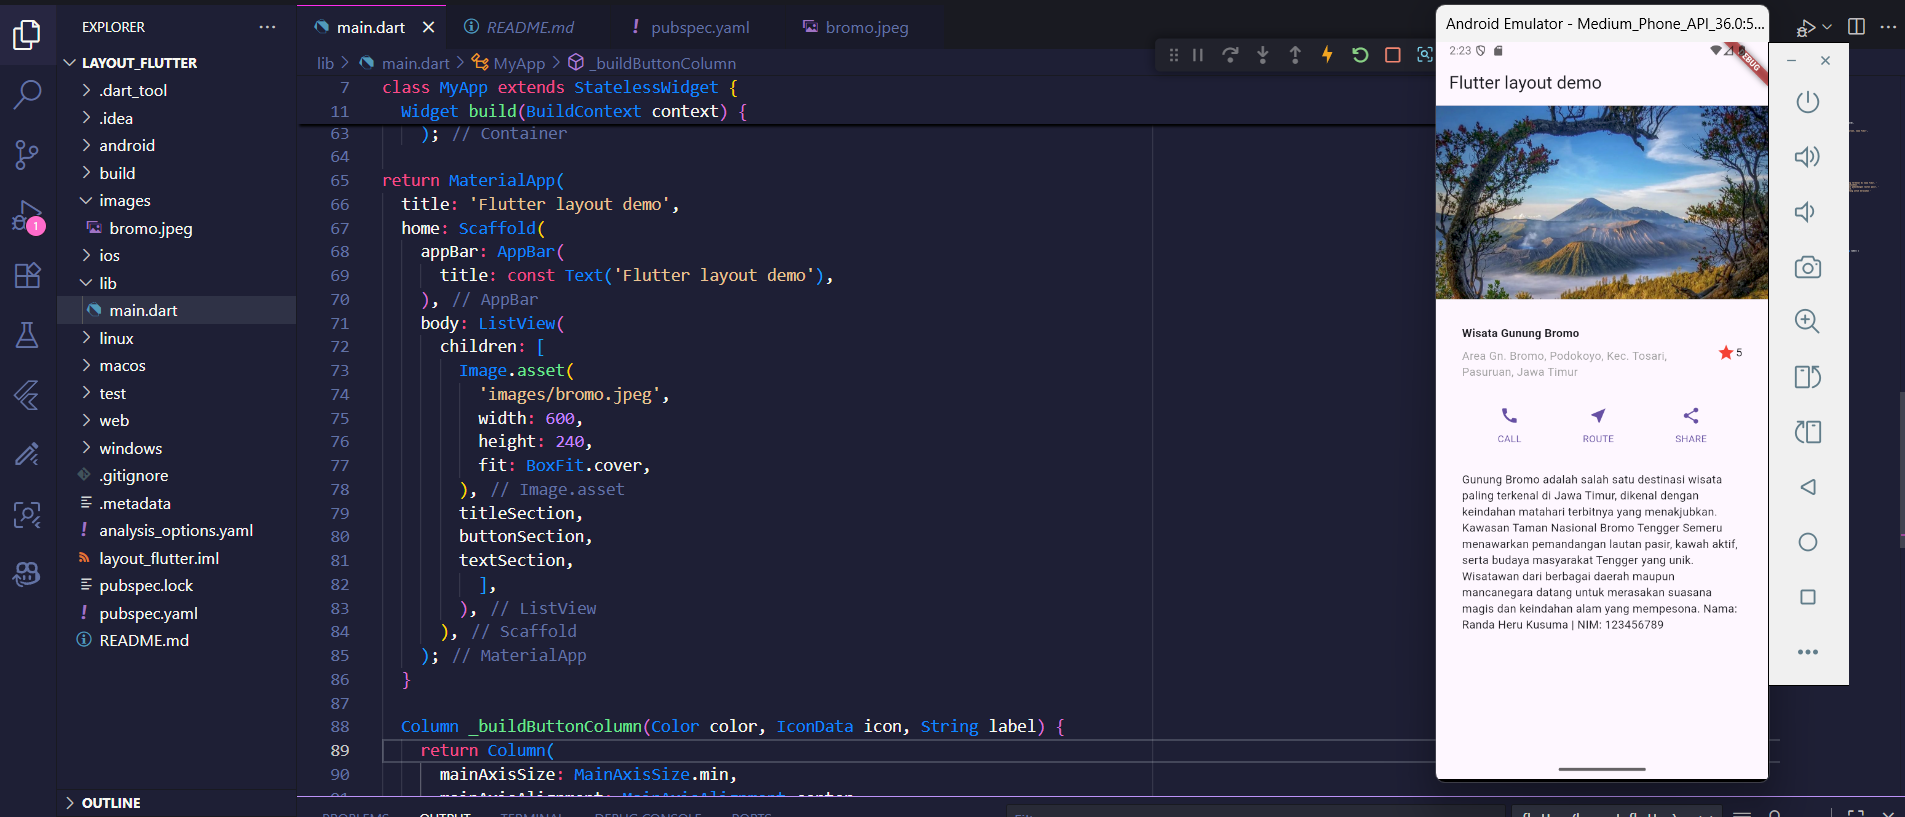 EXPLORER
LAYOUT_FLUTTER
.dart_tool
.idea
android
build
images
bromo.jpeg
ios
lib
main.dart
linux
macos
test
web
windows
.gitignore
.metadata
analysis_options.yaml
layout_flutter.iml
pubspec.lock
pubspec.yaml
README.md
OUTLINE
1
main.dart
README.md
pubspec.yaml
bromo.jpeg
lib > main.dart > MyApp > _buildButtonColumn
7 class MyApp extends StatelessWidget {
11 Widget build(BuildContext context) {
63 ); // Container
64
65 return MaterialApp(
66 title: 'Flutter layout demo',
67 home: Scaffold(
68 appBar: AppBar(
69 title: const Text('Flutter layout demo'),
70 ), // AppBar
71 body: ListView(
72 children: [
73 Image.asset(
74 'images/bromo.jpeg',
75 width: 600,
76 height: 240,
77 fit: BoxFit.cover,
78 ), // Image.asset
79 titleSection,
80 buttonSection,
81 textSection,
82 ],
83 ), // ListView
84 ), // Scaffold
85 ); // MaterialApp
86 }
87
88 Column _buildButtonColumn(Color color, IconData icon, String label) {
89 return Column(
90 mainAxisSize: MainAxisSize.min,
PROBLEMS OUTPUT TERMINAL DEBUG CONSOLE PORTS
Android Emulator - Medium_Phone_API_36.0:5...
2:23
DEBUG
Flutter layout demo
Wisata Gunung Bromo
Area Gn. Bromo, Podokoyo, Kec. Tosari,
Pasuruan, Jawa Timur
5
CALL ROUTE SHARE
Gunung Bromo adalah salah satu destinasi wisata
paling terkenal di Jawa Timur, dikenal dengan
keindahan matahari terbitnya yang menakjubkan.
Kawasan Taman Nasional Bromo Tengger Semeru
menawarkan pemandangan lautan pasir, kawah aktif,
serta budaya masyarakat Tengger yang unik.
Wisatawan dari berbagai daerah maupun
mancanegara datang untuk merasakan suasana
magis dan keindahan alam yang mempesona. Nama:
Randa Heru Kusuma | NIM: 123456789